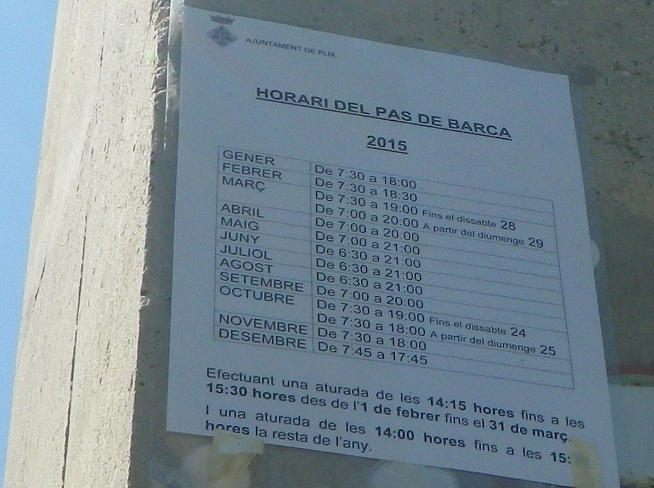 AJUNTAMENT DE FLIX
HORARI DEL PAS DE BARCA
2015
GENER De 7:30 a 18:00
FEBRER De 7:30 a 18:30
MARÇ De 7:30 a 19:00 Fins el dissabte 28
De 7:00 a 20:00 A partir del diumenge 29
ABRIL De 7:00 a 20:00
MAIG De 7:00 a 21:00
JUNY De 6:30 a 21:00
JULIOL De 6:30 a 21:00
AGOST De 6:30 a 21:00
SETEMBRE De 7:00 a 20:00
OCTUBRE De 7:30 a 19:00 Fins el dissabte 24
De 7:30 a 18:00 A partir del diumenge 25
NOVEMBRE De 7:30 a 18:00
DESEMBRE De 7:45 a 17:45
Efectuant una aturada de les 14:15 hores fins a les
15:30 hores des de l'1 de febrer fins el 31 de març.
I una aturada de les 14:00 hores fins a les 15:
hores la resta de l'any.